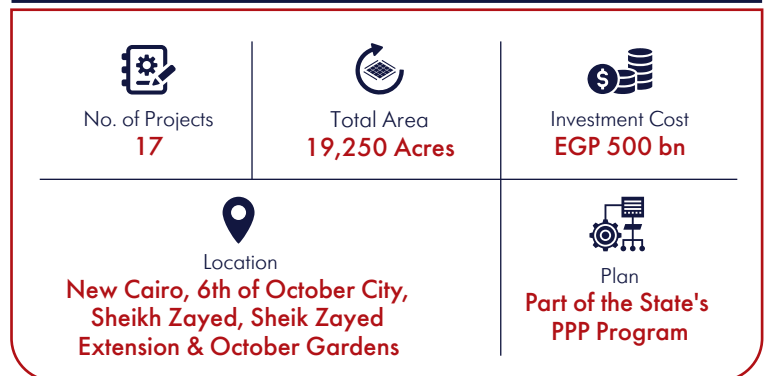 No. of Projects
17
Total Area
19,250 Acres
Investment Cost
EGP 500 bn
Location
New Cairo, 6th of October City,
Sheikh Zayed, Sheik Zayed
Extension & October Gardens
Plan
Part of the State's
PPP Program